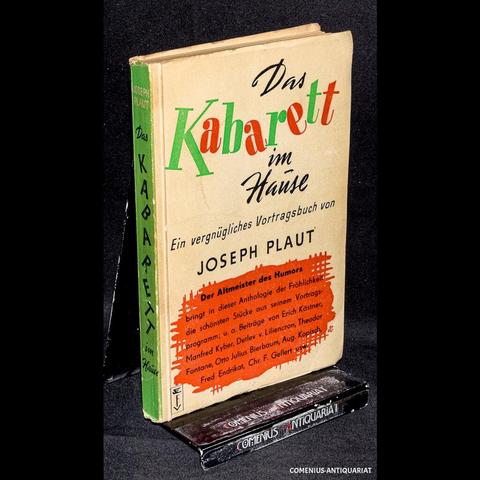 Das
Kabarett
im
Hause
Ein vergnügliches Vortragsbuch von
JOSEPH PLAUT
Der Altmeister des Humors
bringt in dieser Anthologie der Fröhlichkeit
die schönsten Stücke aus seinem Vortrags-
programm; u. a. Beiträge von Erich Kästner,
Manfred Kyber, Detlev v. Liliencron, Theodor
Fontane, Otto Julius Bierbaum, Aug. Kopisch,
Fred Endrikat, Chr. F. Gellert usw.
JOSEPH
PLAUT
Das
KABARETT
im
Hause
COMENIUS ANTIQUARIAT
COMENIUS-ANTIQUARIAT